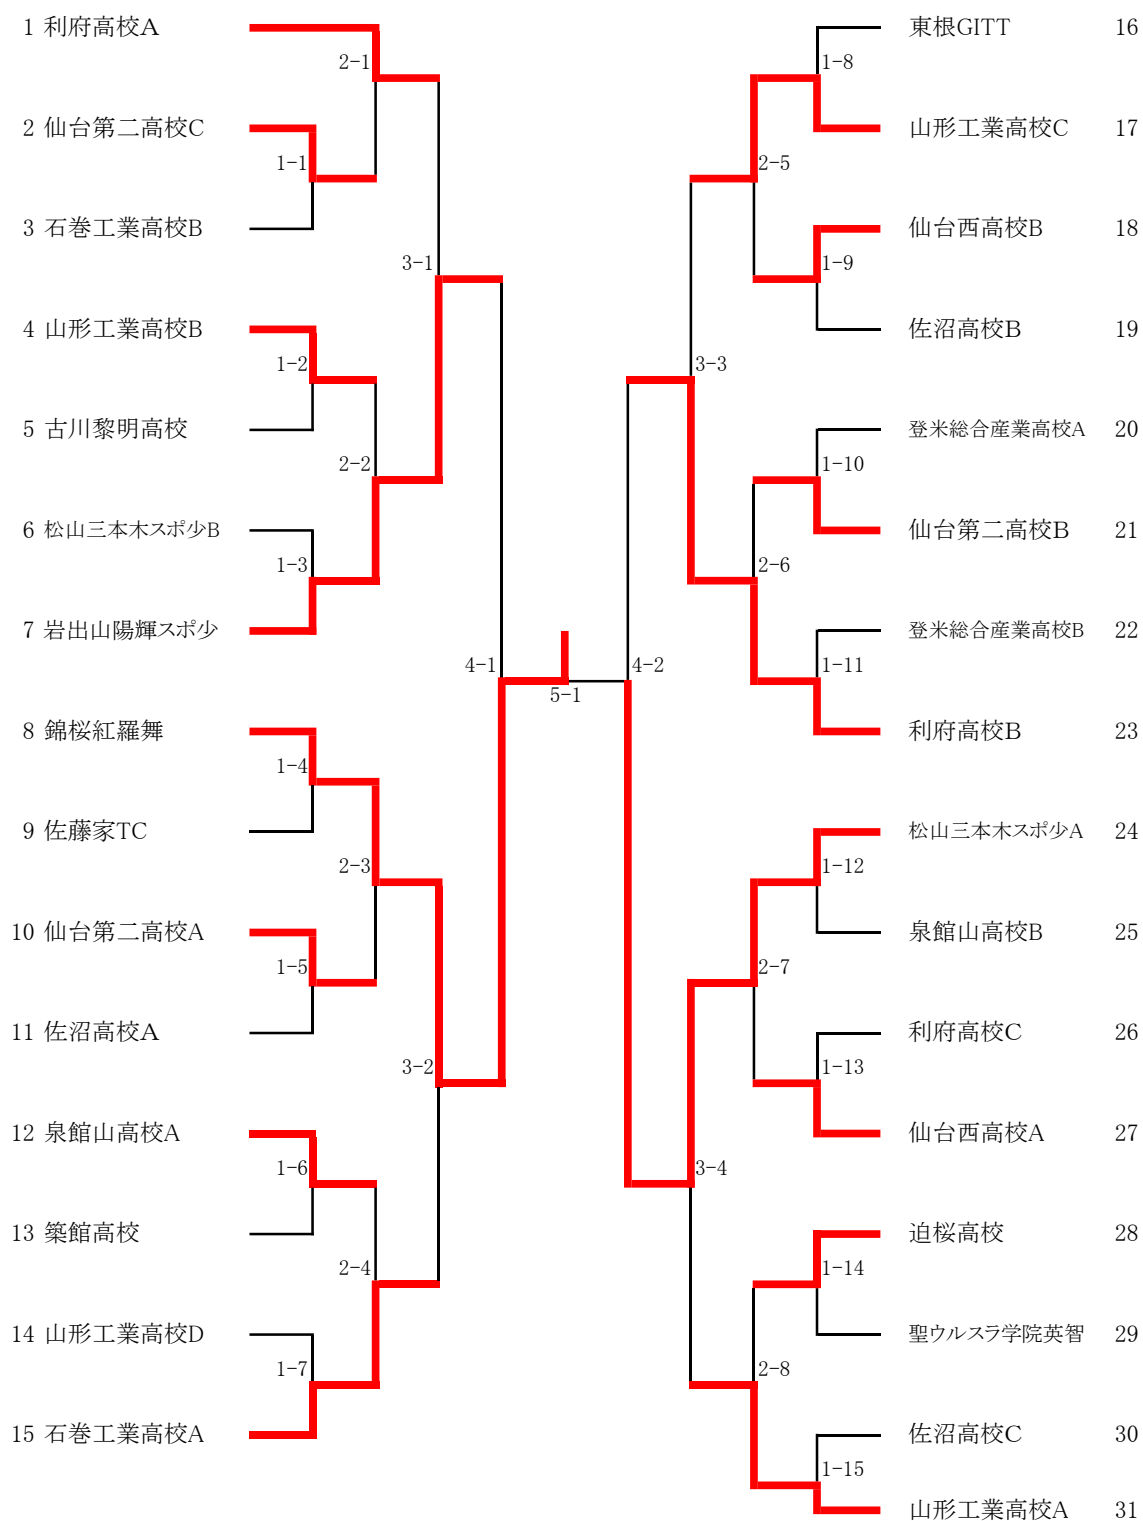 1 利府高校A
2 仙台第二高校C
3 石巻工業高校B
4 山形工業高校B
5 古川黎明高校
6 松山三本木スポ少B
7 岩出山陽輝スポ少
8 錦桜紅羅舞
9 佐藤家TC
10 仙台第二高校A
11 佐沼高校A
12 泉館山高校A
13 築館高校
14 山形工業高校D
15 石巻工業高校A
1-1
1-2
1-3
1-4
1-5
1-6
1-7
2-1
2-2
2-3
2-4
3-1
3-2
4-1
5-1
4-2
3-3
3-4
2-5
2-6
2-7
2-8
1-8
1-9
1-10
1-11
1-12
1-13
1-14
1-15
東根GITT 16
山形工業高校C 17
仙台西高校B 18
佐沼高校B 19
登米総合産業高校A 20
仙台第二高校B 21
登米総合産業高校B 22
利府高校B 23
松山三本木スポ少A 24
泉館山高校B 25
利府高校C 26
仙台西高校A 27
迫桜高校 28
聖ウルスラ学院英智 29
佐沼高校C 30
山形工業高校A 31